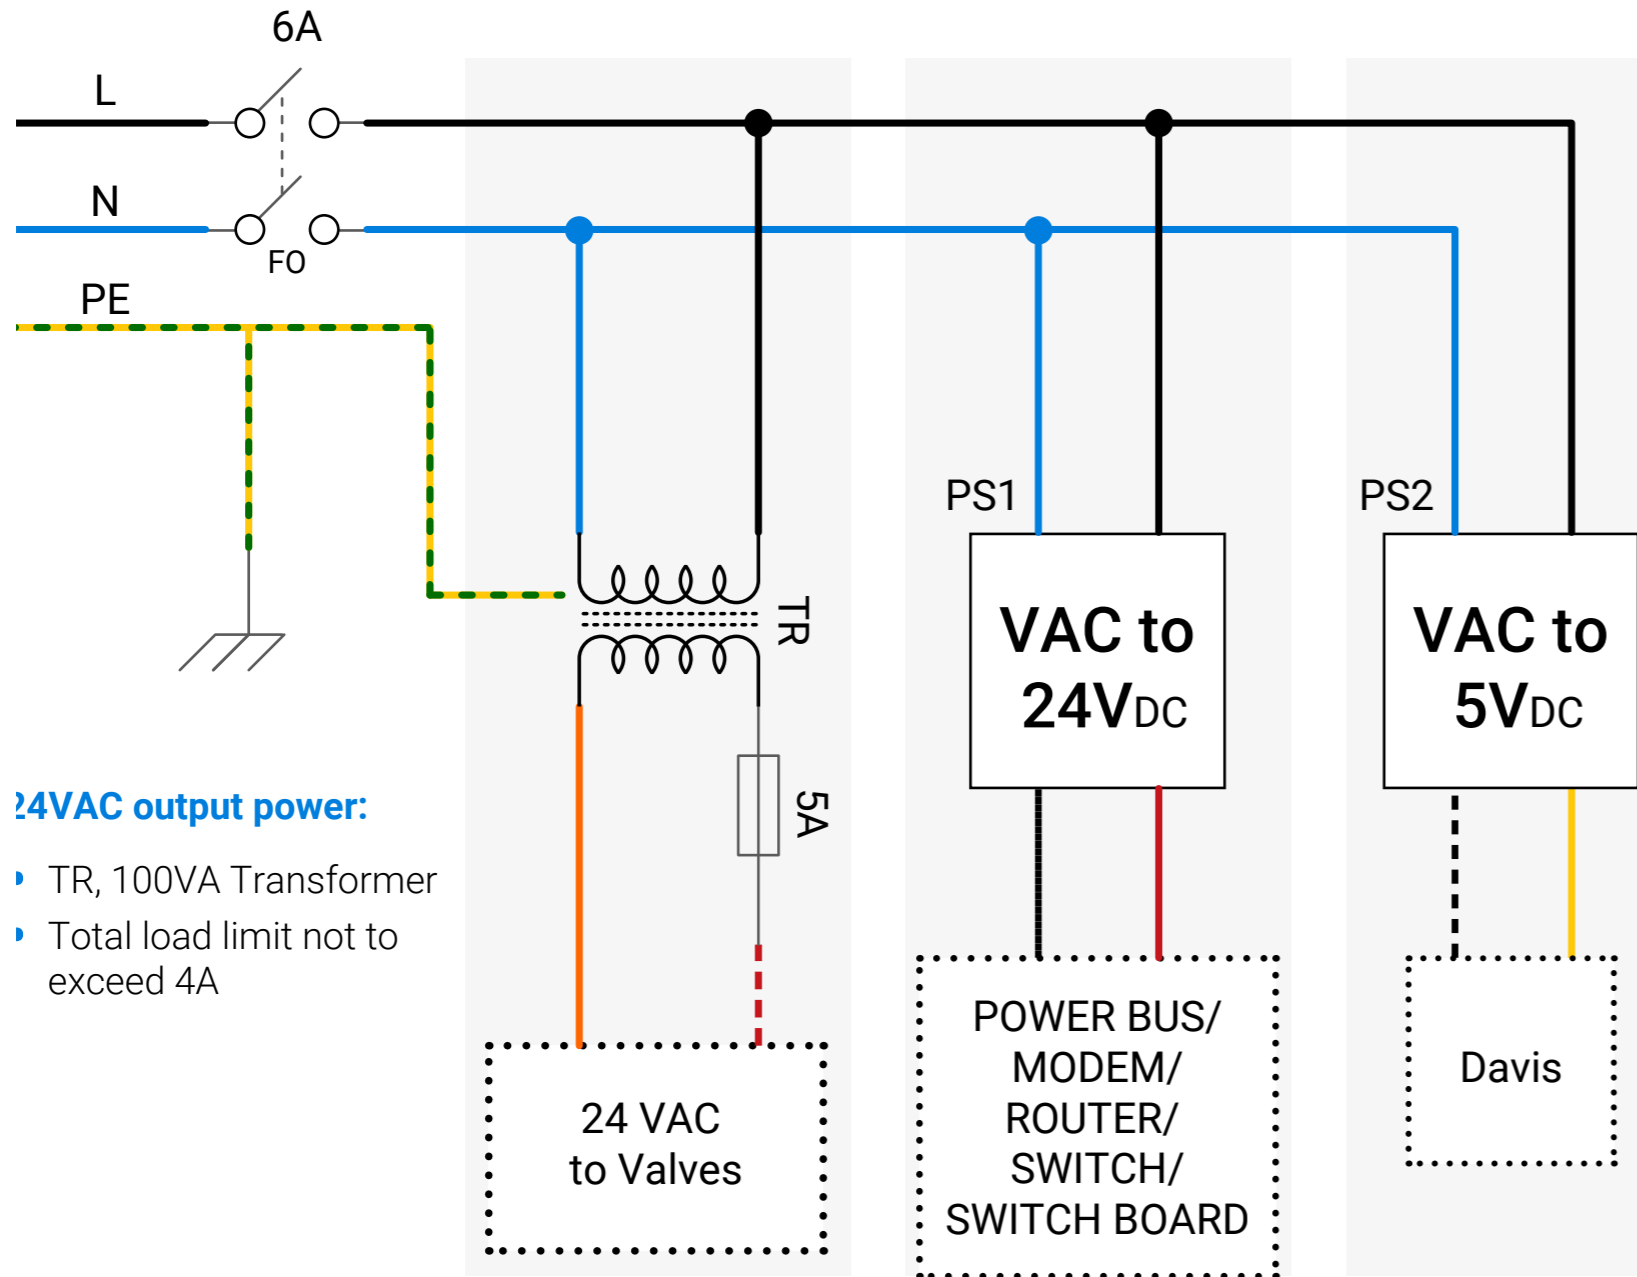 6A
L
N
FO
PE
PS1
PS2
TR
VAC to
24VDC
VAC to
5VDC
5A
24VAC output power:
TR, 100VA Transformer
Total load limit not to
exceed 4A
24 VAC
to Valves
POWER BUS/
MODEM/
ROUTER/
SWITCH/
SWITCH BOARD
Davis